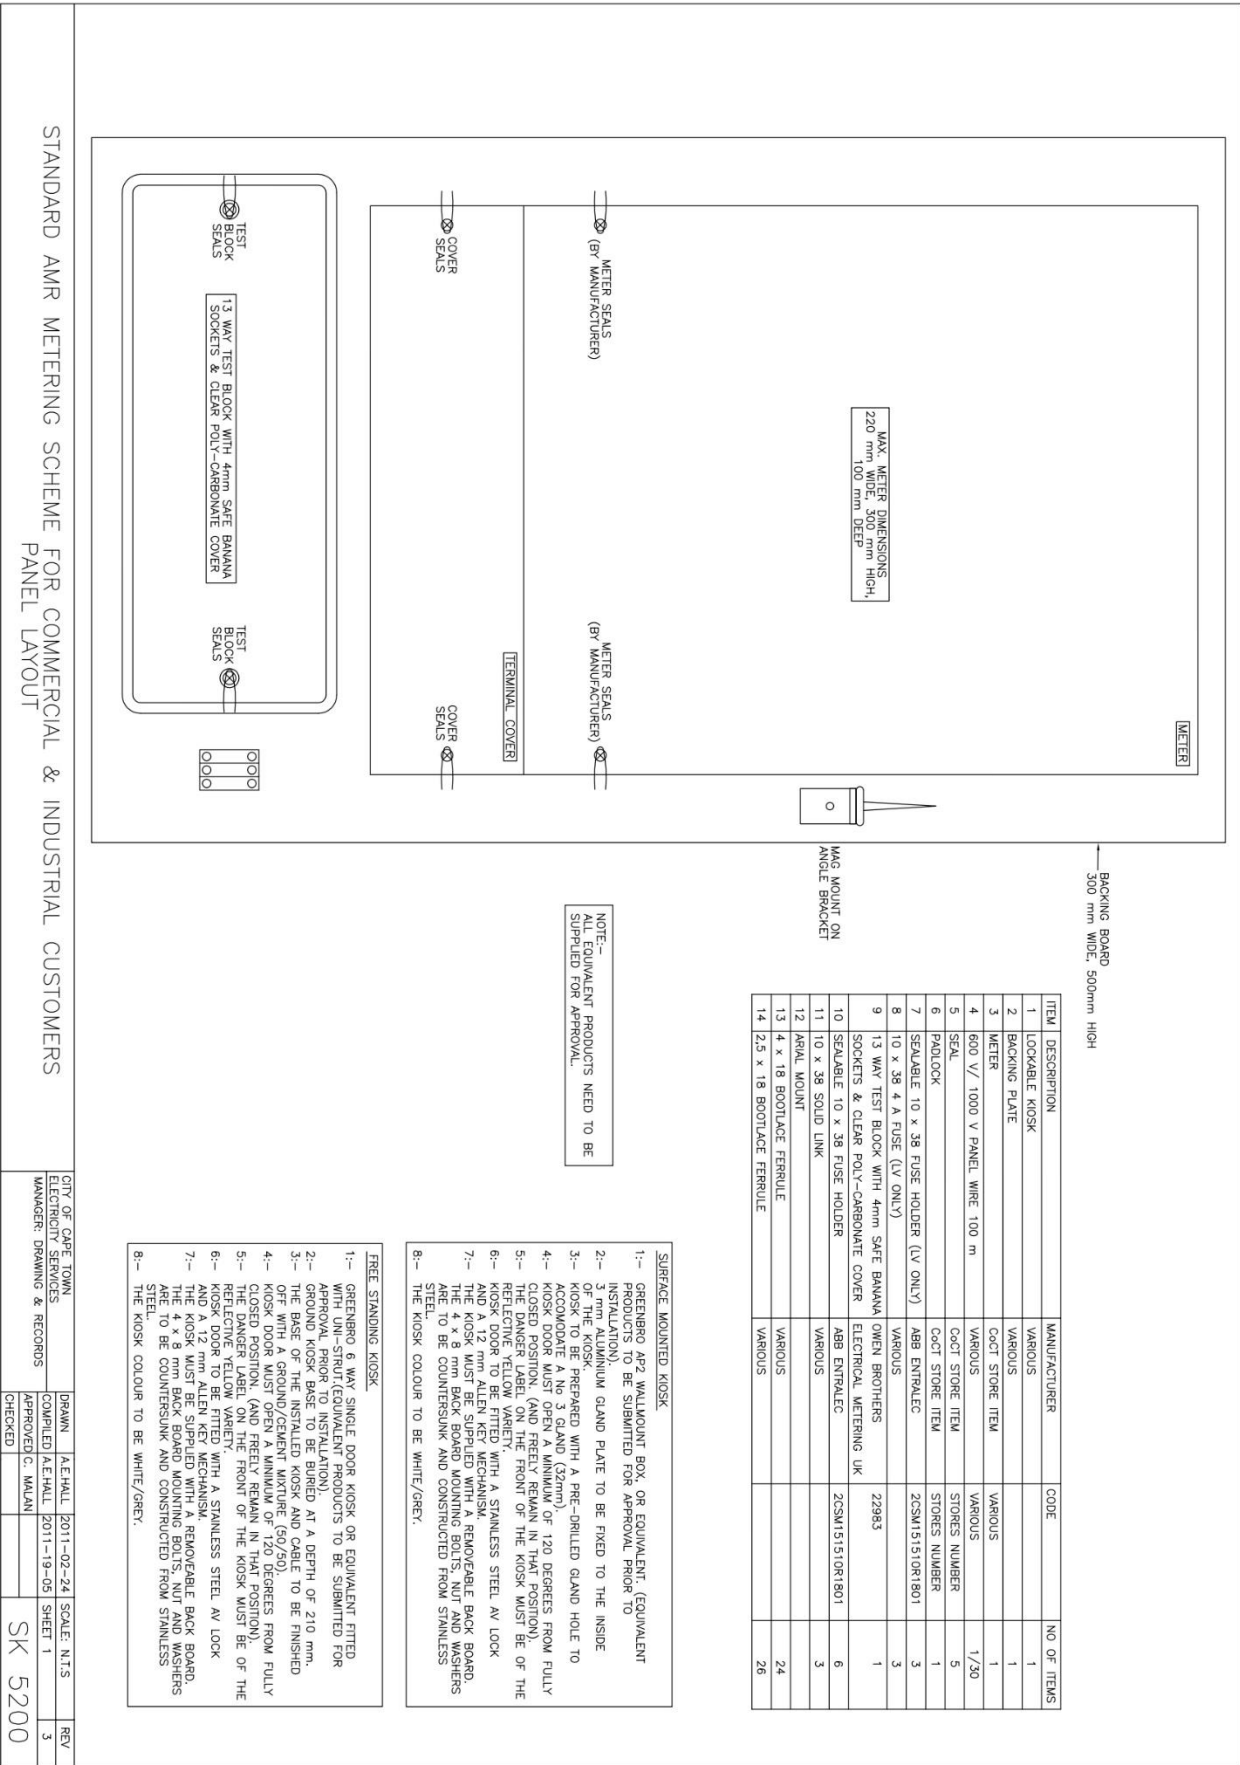 METER
MAX. METER DIMENSIONS
220 mm WIDE, 300 mm HIGH,
100 mm DEEP
METER SEALS
(BY MANUFACTURER)
METER SEALS
(BY MANUFACTURER)
TERMINAL COVER
COVER
SEALS
COVER
SEALS
TEST
BLOCK
SEALS
13 WAY TEST BLOCK WITH 4mm SAFE BANANA
SOCKETS & CLEAR POLY-CARBONATE COVER
TEST
BLOCK
SEALS
BACKING BOARD
300 mm WIDE, 500mm HIGH
MAG MOUNT ON
ANGLE BRACKET
NOTE:-
ALL EQUIVALENT PRODUCTS NEED TO BE
SUPPLIED FOR APPROVAL.
ITEM DESCRIPTION MANUFACTURER CODE NO OF ITEMS
1 LOCKABLE KIOSK VARIOUS 1
2 BACKING PLATE VARIOUS 1
3 METER CoCT STORE ITEM VARIOUS 1
4 600 V/ 1000 V PANEL WIRE 100 m VARIOUS VARIOUS 1/30
5 SEAL CoCT STORE ITEM STORES NUMBER 5
6 PADLOCK CoCT STORE ITEM STORES NUMBER 1
7 SEALABLE 10 x 38 FUSE HOLDER (LV ONLY) ABB ENTRALEC 2CSM151510R1801 3
8 10 x 38 4 A FUSE (LV ONLY) VARIOUS 3
9 13 WAY TEST BLOCK WITH 4mm SAFE BANANA OWEN BROTHERS 22983 1
SOCKETS & CLEAR POLY-CARBONATE COVER ELECTRICAL METERING UK
10 SEALABLE 10 x 38 FUSE HOLDER ABB ENTRALEC 2CSM151510R1801 6
11 10 x 38 SOLID LINK VARIOUS 3
12 ARIAL MOUNT
13 4 x 18 BOOTLACE FERRULE VARIOUS 24
14 2,5 x 18 BOOTLACE FERRULE VARIOUS 26
SURFACE MOUNTED KIOSK
1:- GREENBRO AP2 WALLMOUNT BOX, OR EQUIVALENT. (EQUIVALENT
PRODUCTS TO BE SUBMITTED FOR APPROVAL PRIOR TO
INSTALLATION).
2:- 3 mm ALUMINIUM GLAND PLATE TO BE FIXED TO THE INSIDE
OF THE KIOSK.
3:- KIOSK TO BE PREPARED WITH A PRE-DRILLED GLAND HOLE TO
ACCOMODATE A No 3 GLAND (32mm).
4:- KIOSK DOOR MUST OPEN A MINIMUM OF 120 DEGREES FROM FULLY
CLOSED POSITION. (AND FREELY REMAIN IN THAT POSITION).
5:- THE DANGER LABEL ON THE FRONT OF THE KIOSK MUST BE OF THE
REFLECTIVE YELLOW VARIETY.
6:- KIOSK DOOR TO BE FITTED WITH A STAINLESS STEEL AV LOCK
AND A 12 mm ALLEN KEY MECHANISM.
7:- THE KIOSK MUST BE SUPPLIED WITH A REMOVEABLE BACK BOARD.
THE 4 x 8 mm BACK BOARD MOUNTING BOLTS, NUT AND WASHERS
ARE TO BE COUNTERSUNK AND CONSTRUCTED FROM STAINLESS
STEEL.
8:- THE KIOSK COLOUR TO BE WHITE/GREY.
FREE STANDING KIOSK
1:- GREENBRO 6 WAY SINGLE DOOR KIOSK OR EQUIVALENT FITTED
WITH UNI-STRUT.(EQUIVALENT PRODUCTS TO BE SUBMITTED FOR
APPROVAL PRIOR TO INSTALLATION)
2:- GROUND KIOSK BASE TO BE BURIED AT A DEPTH OF 210 mm.
3:- THE BASE OF THE INSTALLED KIOSK AND CABLE TO BE FINISHED
OFF WITH A GROUND/CEMENT MIXTURE (50/50).
4:- KIOSK DOOR MUST OPEN A MINIMUM OF 120 DEGREES FROM FULLY
CLOSED POSITION. (AND FREELY REMAIN IN THAT POSITION).
5:- THE DANGER LABEL ON THE FRONT OF THE KIOSK MUST BE OF THE
REFLECTIVE YELLOW VARIETY.
6:- KIOSK DOOR TO BE FITTED WITH A STAINLESS STEEL AV LOCK
AND A 12 mm ALLEN KEY MECHANISM.
7:- THE KIOSK MUST BE SUPPLIED WITH A REMOVEABLE BACK BOARD.
THE 4 x 8 mm BACK BOARD MOUNTING BOLTS, NUT AND WASHERS
ARE TO BE COUNTERSUNK AND CONSTRUCTED FROM STAINLESS
STEEL.
8:- THE KIOSK COLOUR TO BE WHITE/GREY.
STANDARD AMR METERING SCHEME FOR COMMERCIAL & INDUSTRIAL CUSTOMERS
PANEL LAYOUT
CITY OF CAPE TOWN
ELECTRICITY SERVICES
MANAGER: DRAWING & RECORDS
DRAWN A.E.HALL 2011-02-24 SCALE: N.T.S REV
COMPILED A.E.HALL 2011-19-05 SHEET 1 3
APPROVED C. MALAN
CHECKED
SK 5200